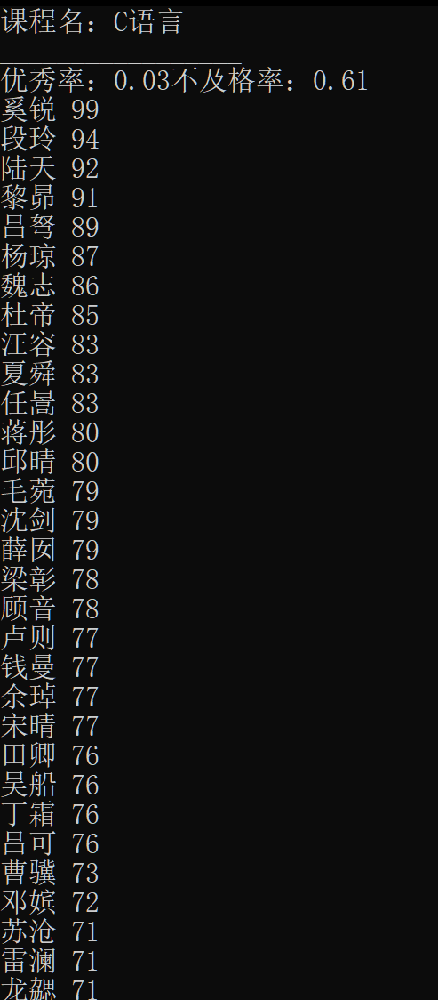 课程名：C语言
_________________
优秀率：0.03不及格率：0.61
奚锐 99
段玲 94
陆天 92
黎昴 91
吕弩 89
杨琼 87
魏志 86
杜帝 85
汪容 83
夏舜 83
任暠 83
蒋彤 80
邱晴 80
毛菀 79
沈剑 79
薛囡 79
梁彰 78
顾音 78
卢则 77
钱曼 77
余琸 77
宋晴 77
田卿 76
吴船 76
丁霜 76
吕可 76
曹骥 73
邓嫔 72
苏沧 71
雷澜 71
龙勰 71